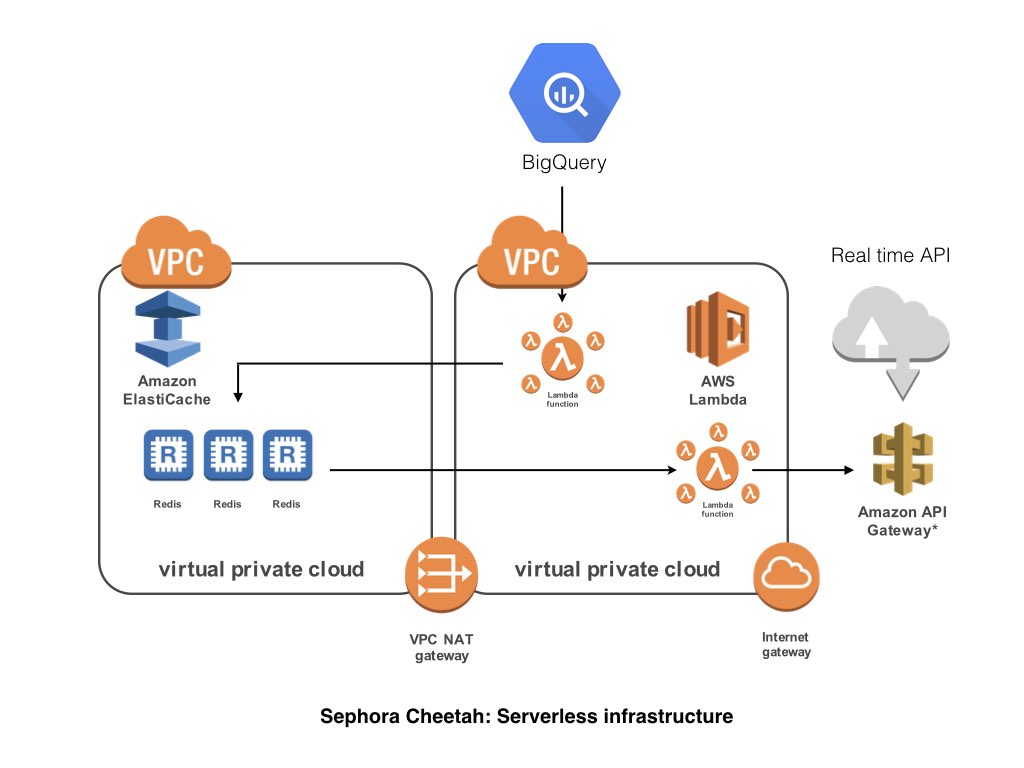 BigQuery
VPC
VPC
Real time API
Amazon
ElastiCache
Lambda
function
AWS
Lambda
R
R
R
Redis
Redis
Redis
Lambda
function
Amazon API
Gateway*
virtual private cloud
virtual private cloud
VPC NAT
gateway
Internet
gateway
Sephora Cheetah: Serverless infrastructure